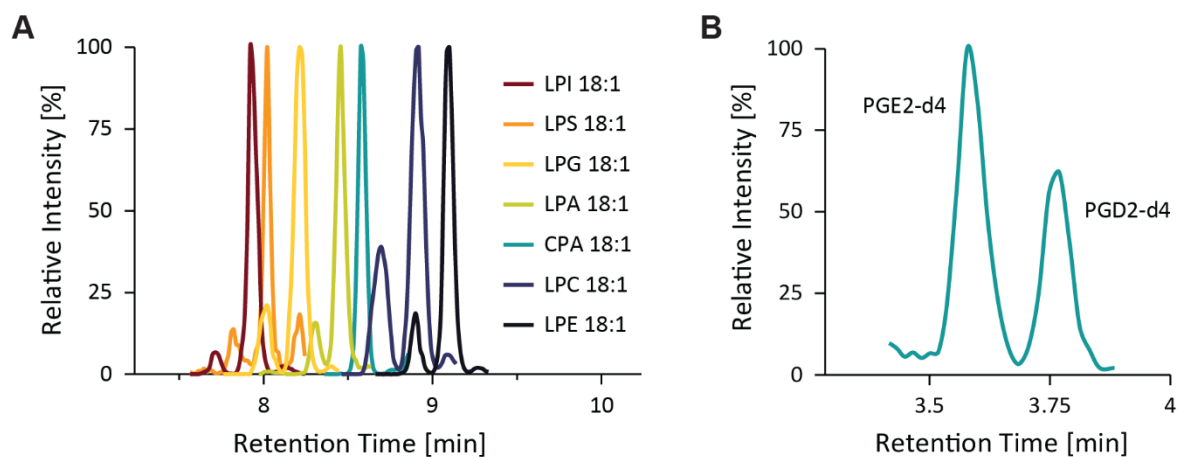 A
Relative Intensity [%]
100
75
50
25
0
8
9
10
Retention Time [min]
LPI 18:1
LPS 18:1
LPG 18:1
LPA 18:1
CPA 18:1
LPC 18:1
LPE 18:1
B
Relative Intensity [%]
100
75
50
25
0
PGE2-d4
PGD2-d4
3.5
3.75
4
Retention Time [min]